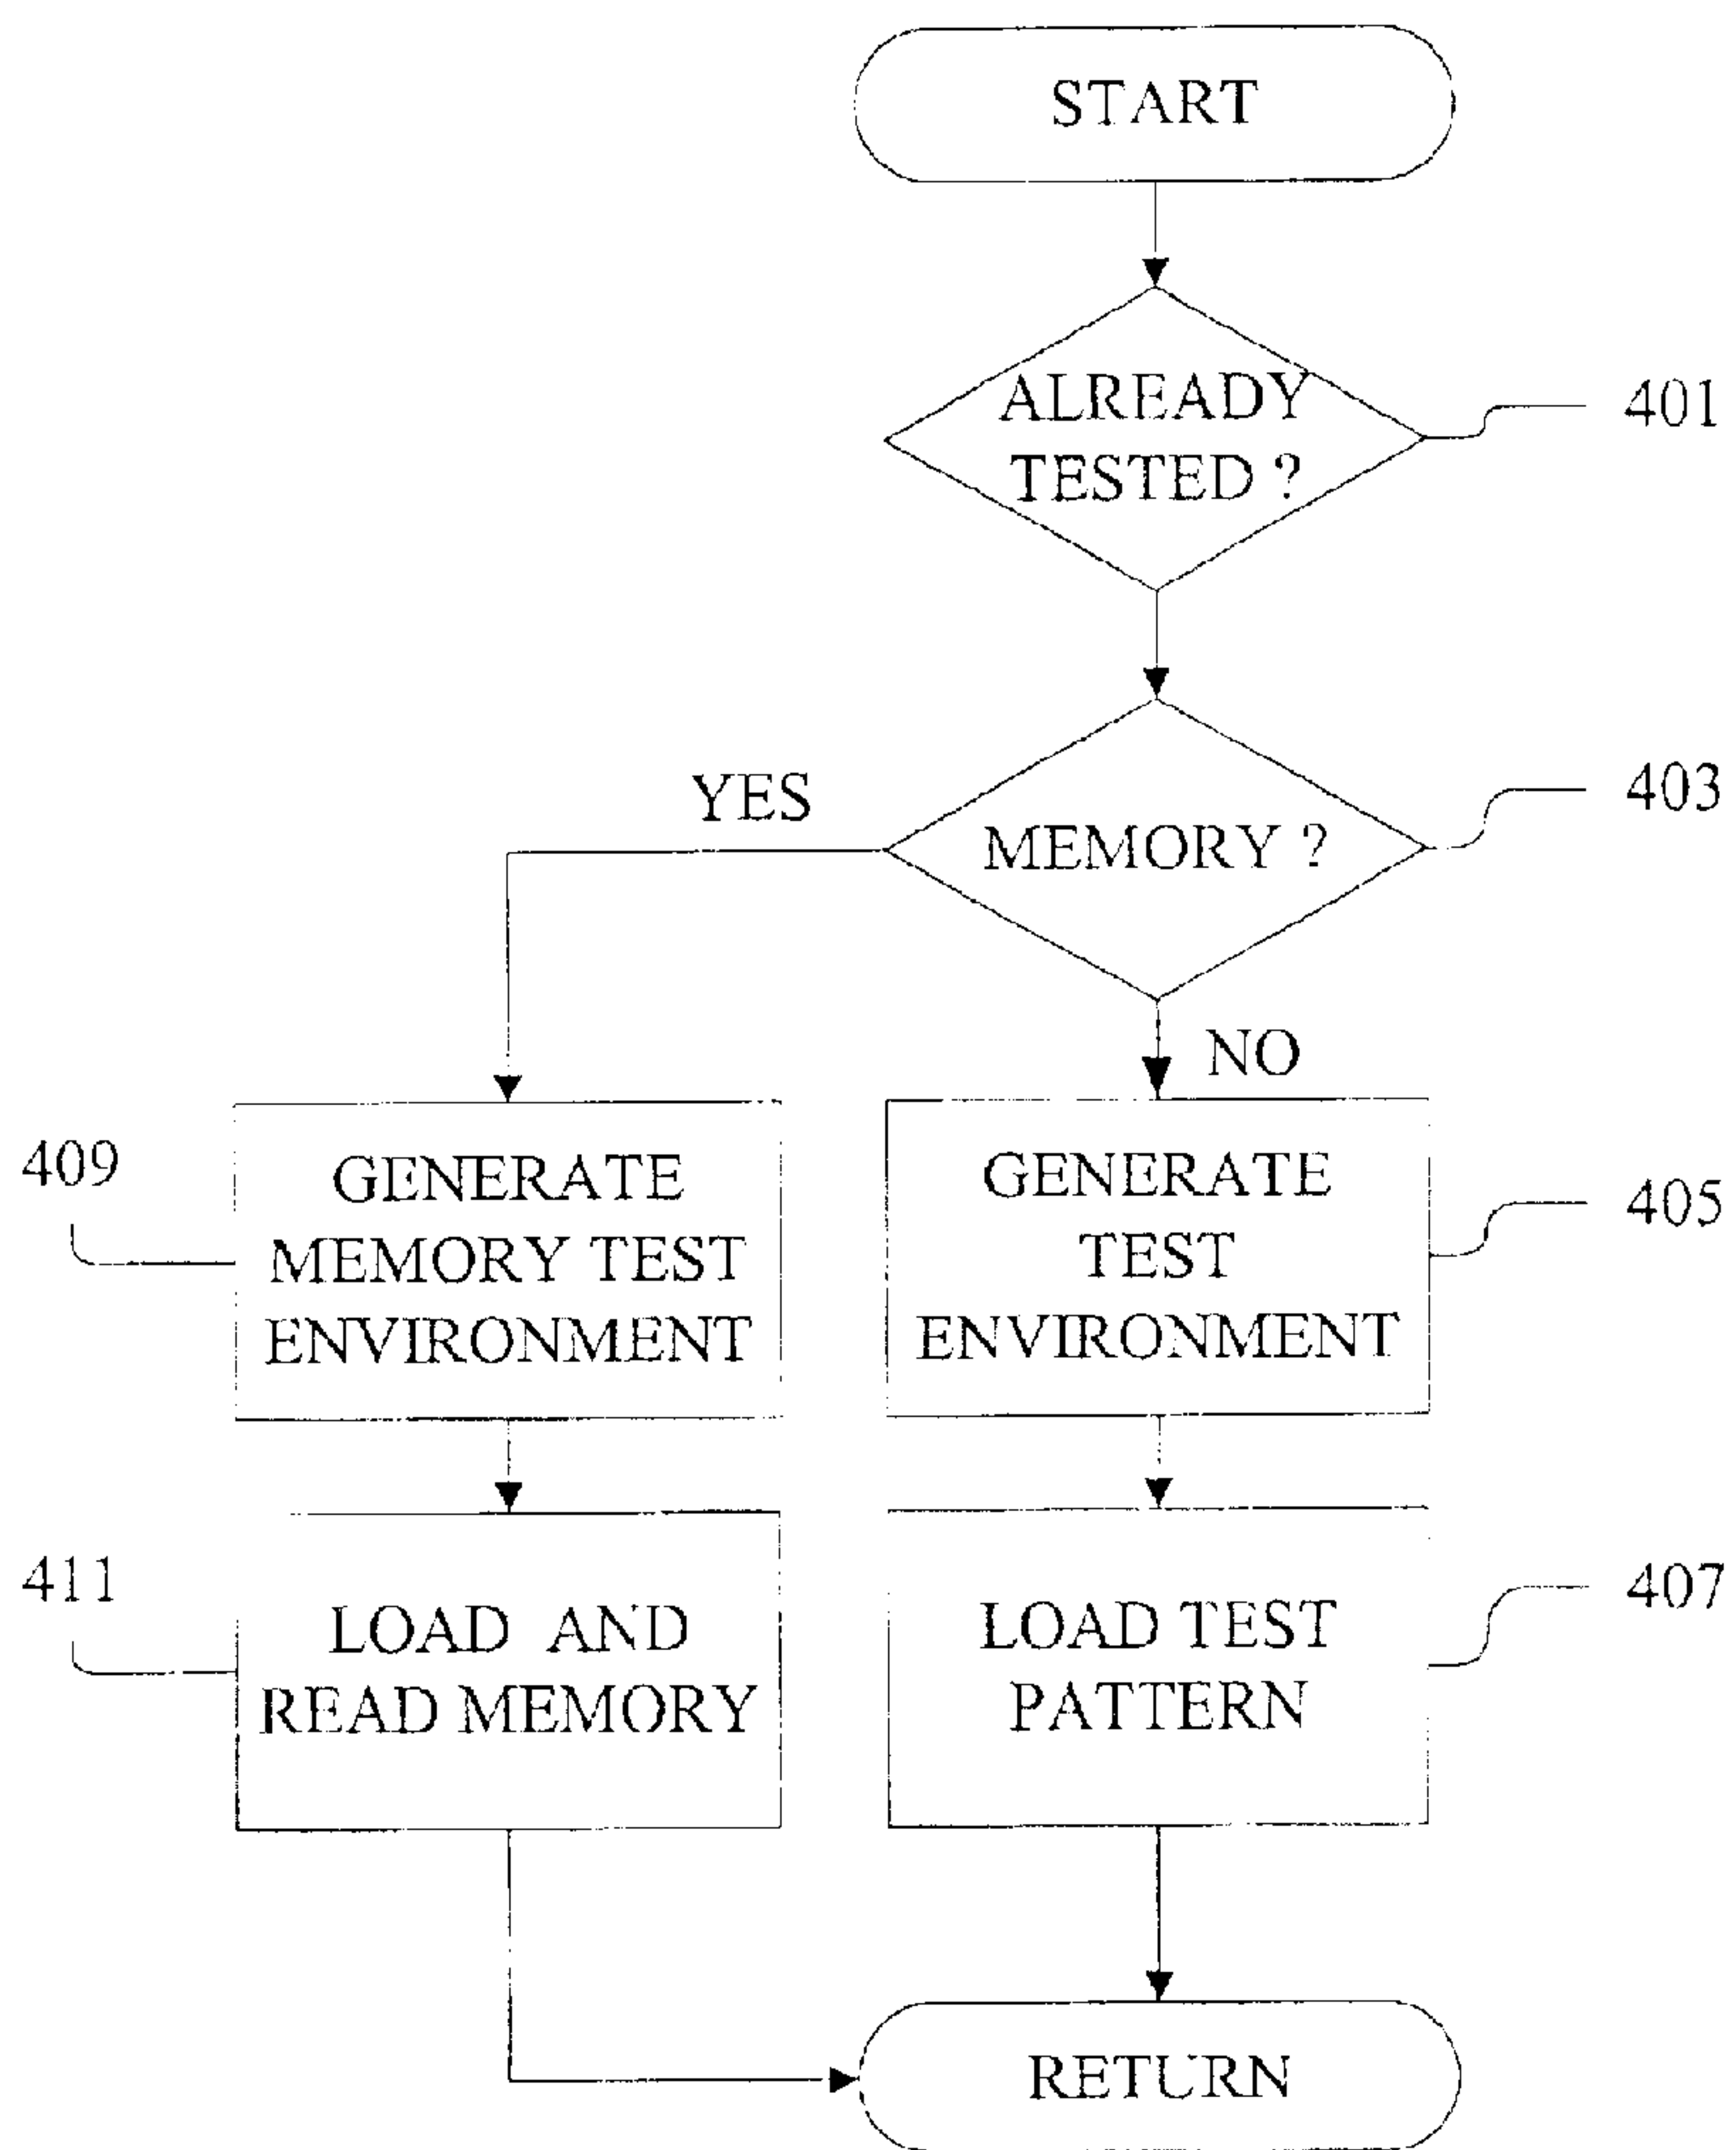 START
ALREADY
TESTED ?
401
MEMORY ?
403
YES
NO
409
GENERATE
MEMORY TEST
ENVIRONMENT
GENERATE
TEST
ENVIRONMENT
405
411
LOAD AND
READ MEMORY
LOAD TEST
PATTERN
407
RETURN